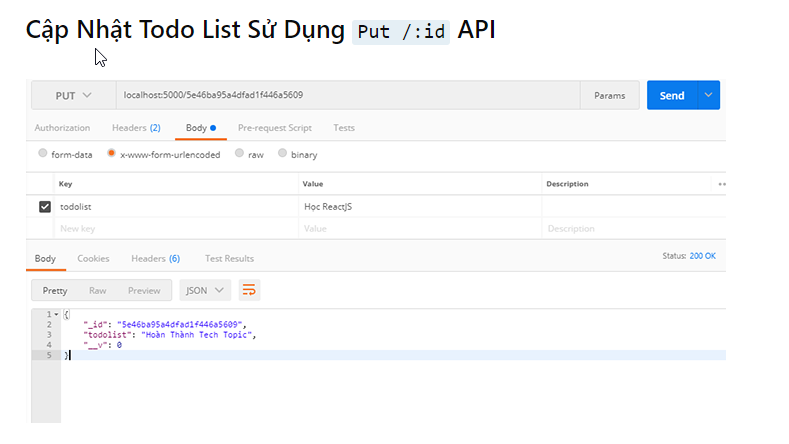 Cập Nhật Todo List Sử Dụng Put /:id API
PUT localhost:5000/5e46ba95a4dfad1f446a5609 Params Send
Authorization Headers (2) Body Pre-request Script Tests
form-data x-www-form-urlencoded raw binary
Key Value Description
todolist Học ReactJS
New key Value Description
Body Cookies Headers (6) Test Results Status: 200 OK
Pretty Raw Preview JSON
1 {
2 "_id": "5e46ba95a4dfad1f446a5609",
3 "todolist": "Hoàn Thành Tech Topic",
4 "__v": 0
5 }